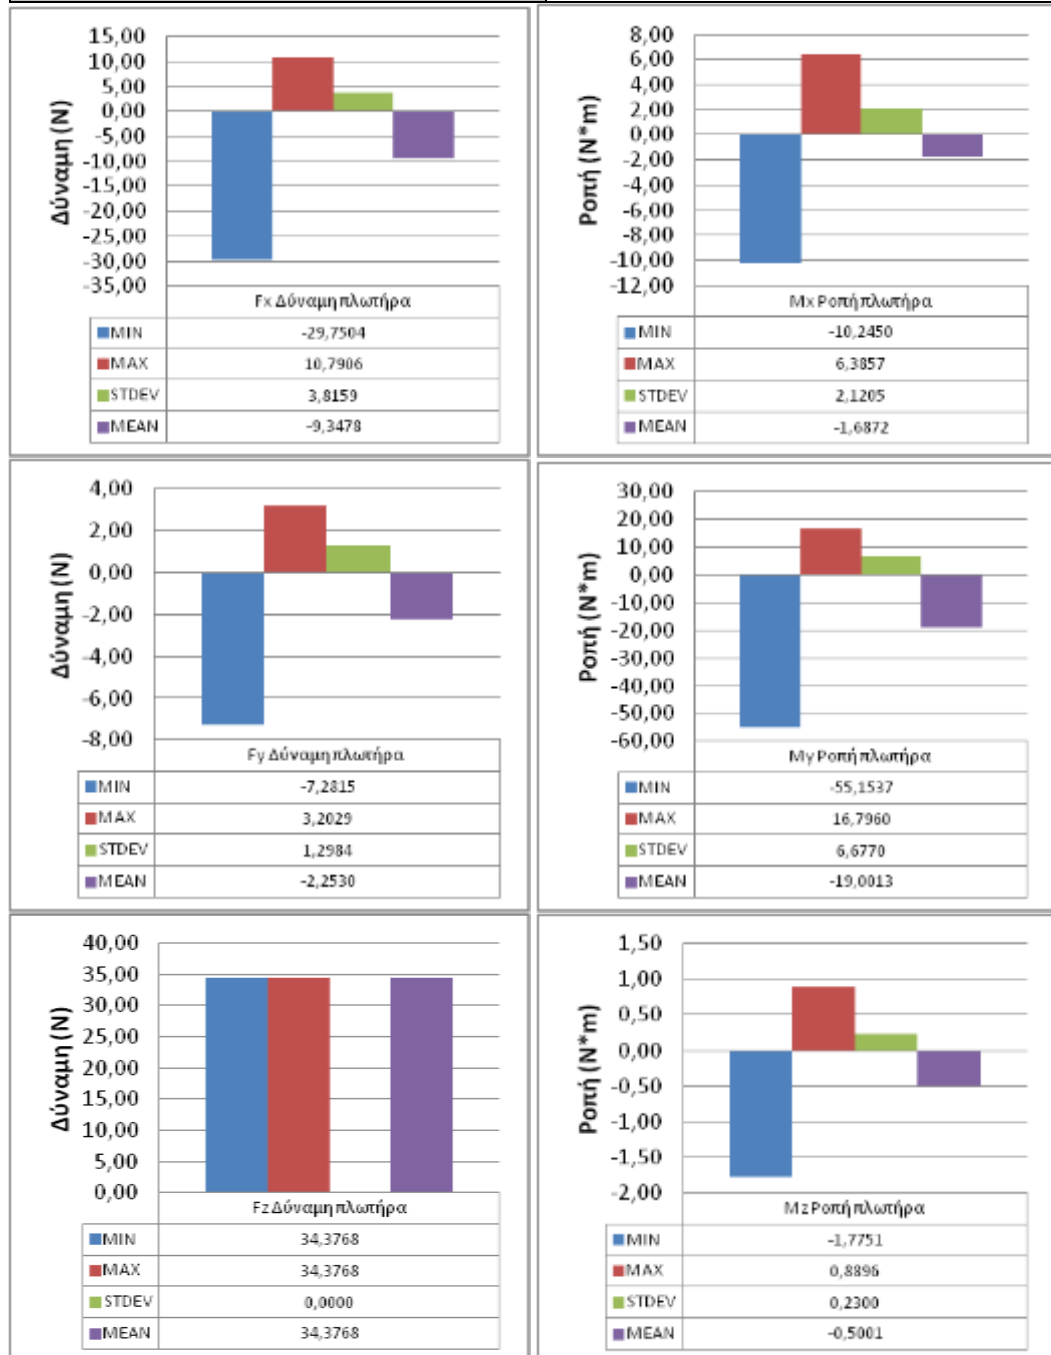 15,00
10,00
5,00
0,00
-5,00
-10,00
-15,00
-20,00
-25,00
-30,00
-35,00
Δύναμη (N)
Fx Δύναμη πλωτήρα
MIN -29,7504
MAX 10,7906
STDEV 3,8159
MEAN -9,3478
8,00
6,00
4,00
2,00
0,00
-2,00
-4,00
-6,00
-8,00
-10,00
-12,00
Ροπή (N*m)
Mx Ροπή πλωτήρα
MIN -10,2450
MAX 6,3857
STDEV 2,1205
MEAN -1,6872
4,00
2,00
0,00
-2,00
-4,00
-6,00
-8,00
Δύναμη (N)
Fy Δύναμη πλωτήρα
MIN -7,2815
MAX 3,2029
STDEV 1,2984
MEAN -2,2530
30,00
20,00
10,00
0,00
-10,00
-20,00
-30,00
-40,00
-50,00
-60,00
Ροπή (N*m)
My Ροπή πλωτήρα
MIN -55,1537
MAX 16,7960
STDEV 6,6770
MEAN -19,0013
40,00
35,00
30,00
25,00
20,00
15,00
10,00
5,00
0,00
Δύναμη (N)
Fz Δύναμη πλωτήρα
MIN 34,3768
MAX 34,3768
STDEV 0,0000
MEAN 34,3768
1,50
1,00
0,50
0,00
-0,50
-1,00
-1,50
-2,00
Ροπή (N*m)
Mz Ροπή πλωτήρα
MIN -1,7751
MAX 0,8896
STDEV 0,2300
MEAN -0,5001